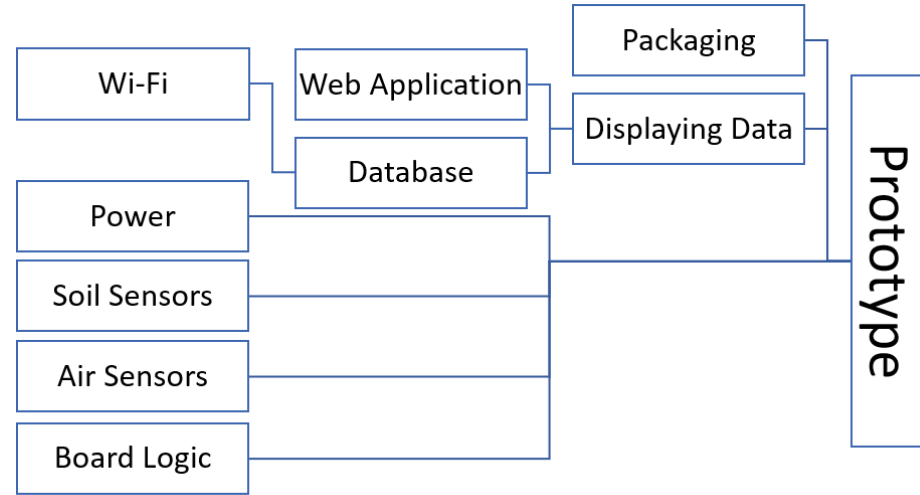 Packaging
Wi-Fi
Web Application
Displaying Data
Database
Power
Soil Sensors
Air Sensors
Board Logic
Prototype